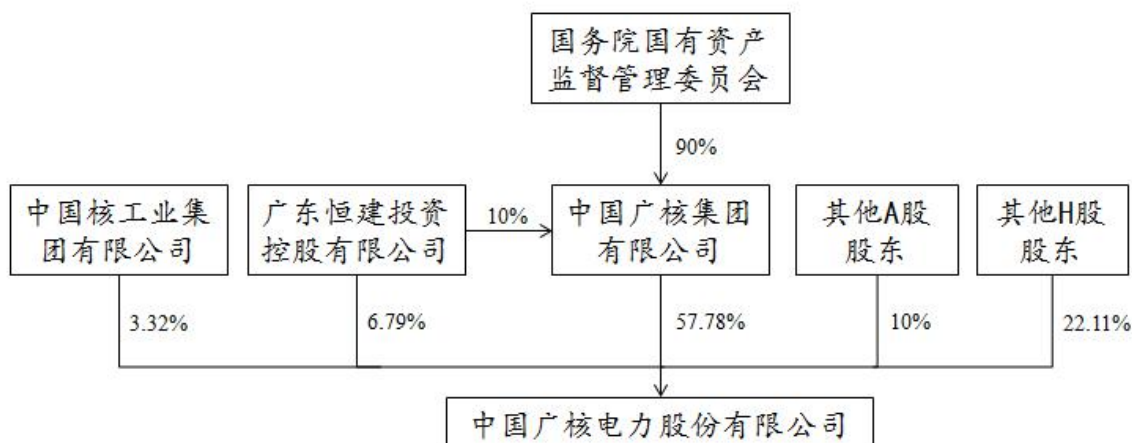 国务院国有资产
监督管理委员会
90%
中国核工业集
团有限公司
广东恒建投资
控股有限公司
10%
中国广核集团
有限公司
其他A股
股东
其他H股
股东
3.32%
6.79%
57.78%
10%
22.11%
中国广核电力股份有限公司